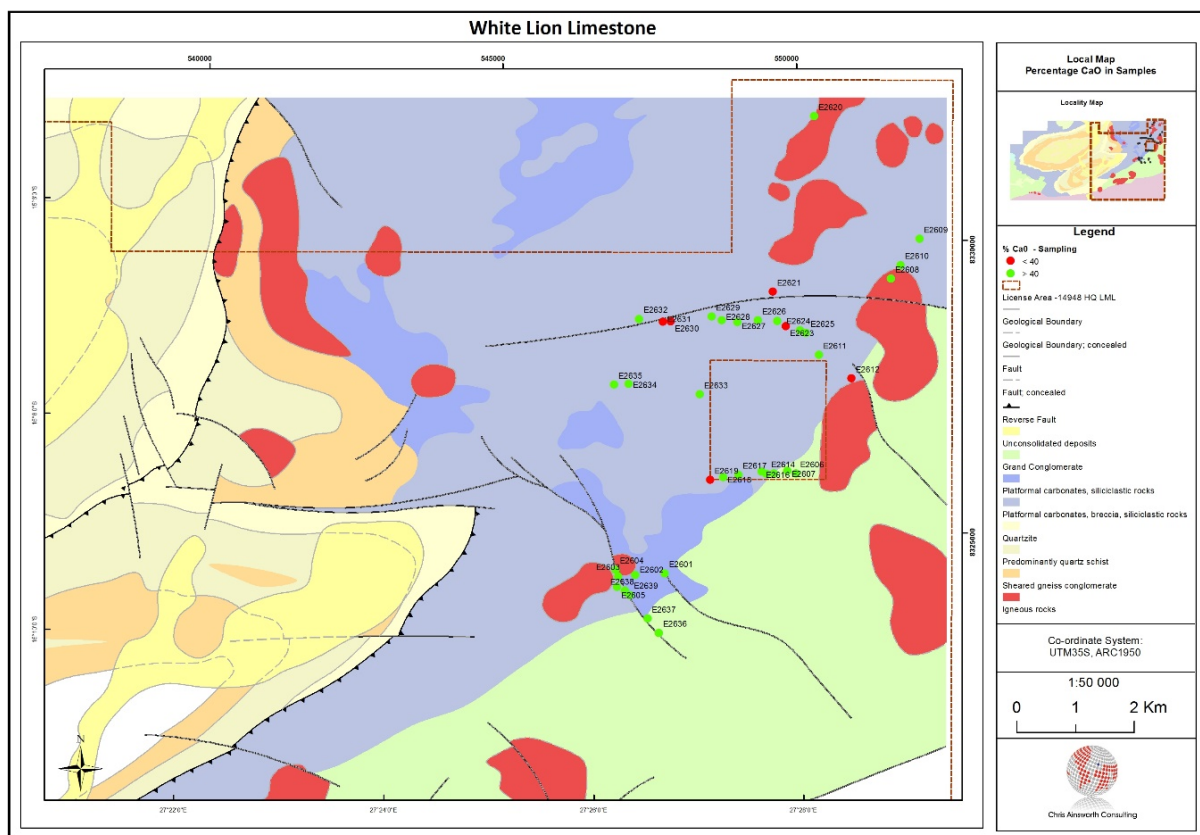 White Lion Limestone
540000
545000
550000
E2620
E2609
E2610
E2608
8330000
E2621
E2632
E2631
E2630
E2629
E2628
E2627
E2626
E2624
E2625
E2623
E2611
E2612
E2635
E2634
E2633
E2619
E2617
E2614
E2606
E2615
E2616
E2607
8325000
E2604
E2603
E2602
E2601
E2638
E2639
E2605
E2637
E2636
N
27°22'0"E
27°24'0"E
27°26'0"E
27°28'0"E
Local Map
Percentage CaO in Samples
Locality Map
Legend
% Ca0 - Sampling
< 40
> 40
License Area -14948 HQ LML
Geological Boundary
Geological Boundary; concealed
Fault
Fault; concealed
Reverse Fault
Unconsolidated deposits
Grand Conglomerate
Platformal carbonates, siliciclastic rocks
Platformal carbonates, breccia, siliciclastic rocks
Quartzite
Predominantly quartz schist
Sheared gneiss conglomerate
Igneous rocks
Co-ordinate System:
UTM35S, ARC1950
1:50 000
0 1 2 Km
Chris Ainsworth Consulting